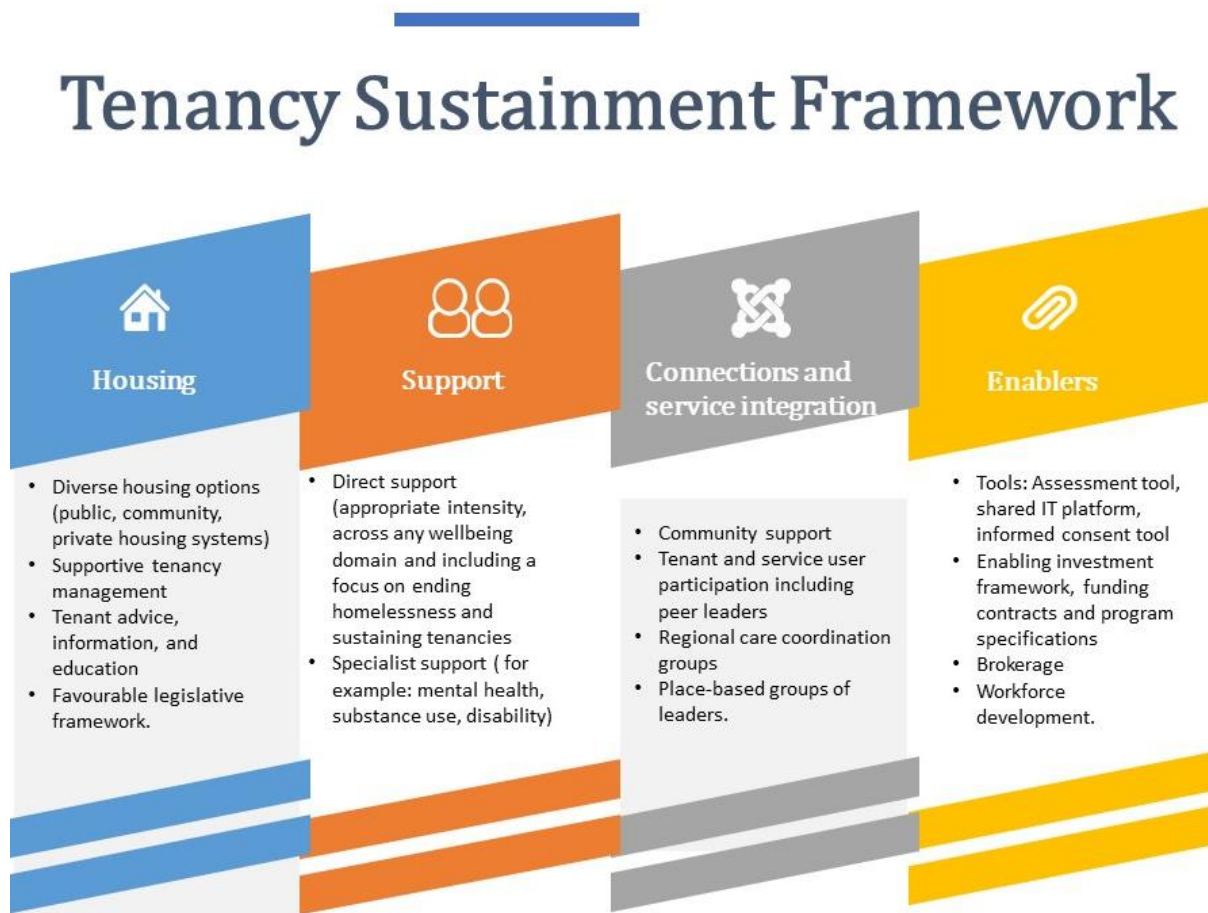 Tenancy Sustainment Framework
Housing
• Diverse housing options
(public, community,
private housing systems)
• Supportive tenancy
management
• Tenant advice,
information, and
education
• Favourable legislative
framework.
Support
• Direct support
(appropriate intensity,
across any wellbeing
domain and including a
focus on ending
homelessness and
sustaining tenancies
• Specialist support ( for
example: mental health,
substance use, disability)
Connections and
service integration
• Community support
• Tenant and service user
participation including
peer leaders
• Regional care coordination
groups
• Place-based groups of
leaders.
Enablers
• Tools: Assessment tool,
shared IT platform,
informed consent tool
• Enabling investment
framework, funding
contracts and program
specifications
• Brokerage
• Workforce
development.